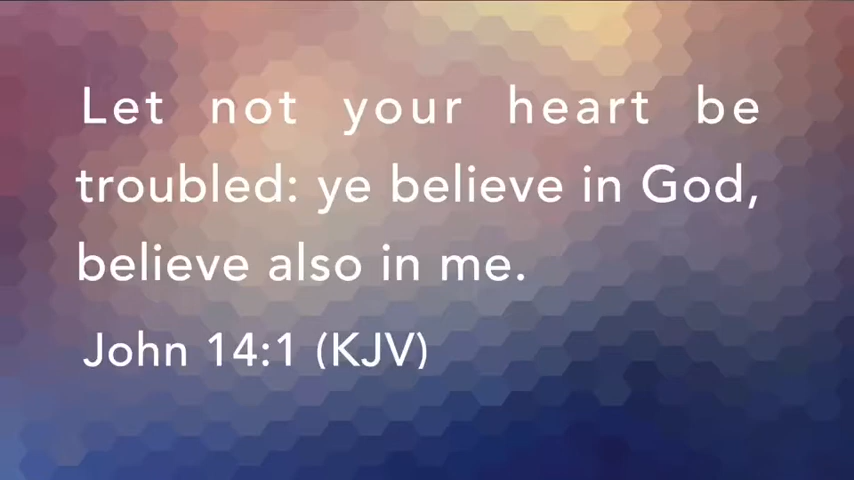 Let not your heart be
troubled: ye believe in God,
believe also in me.
John 14:1 (KJV)